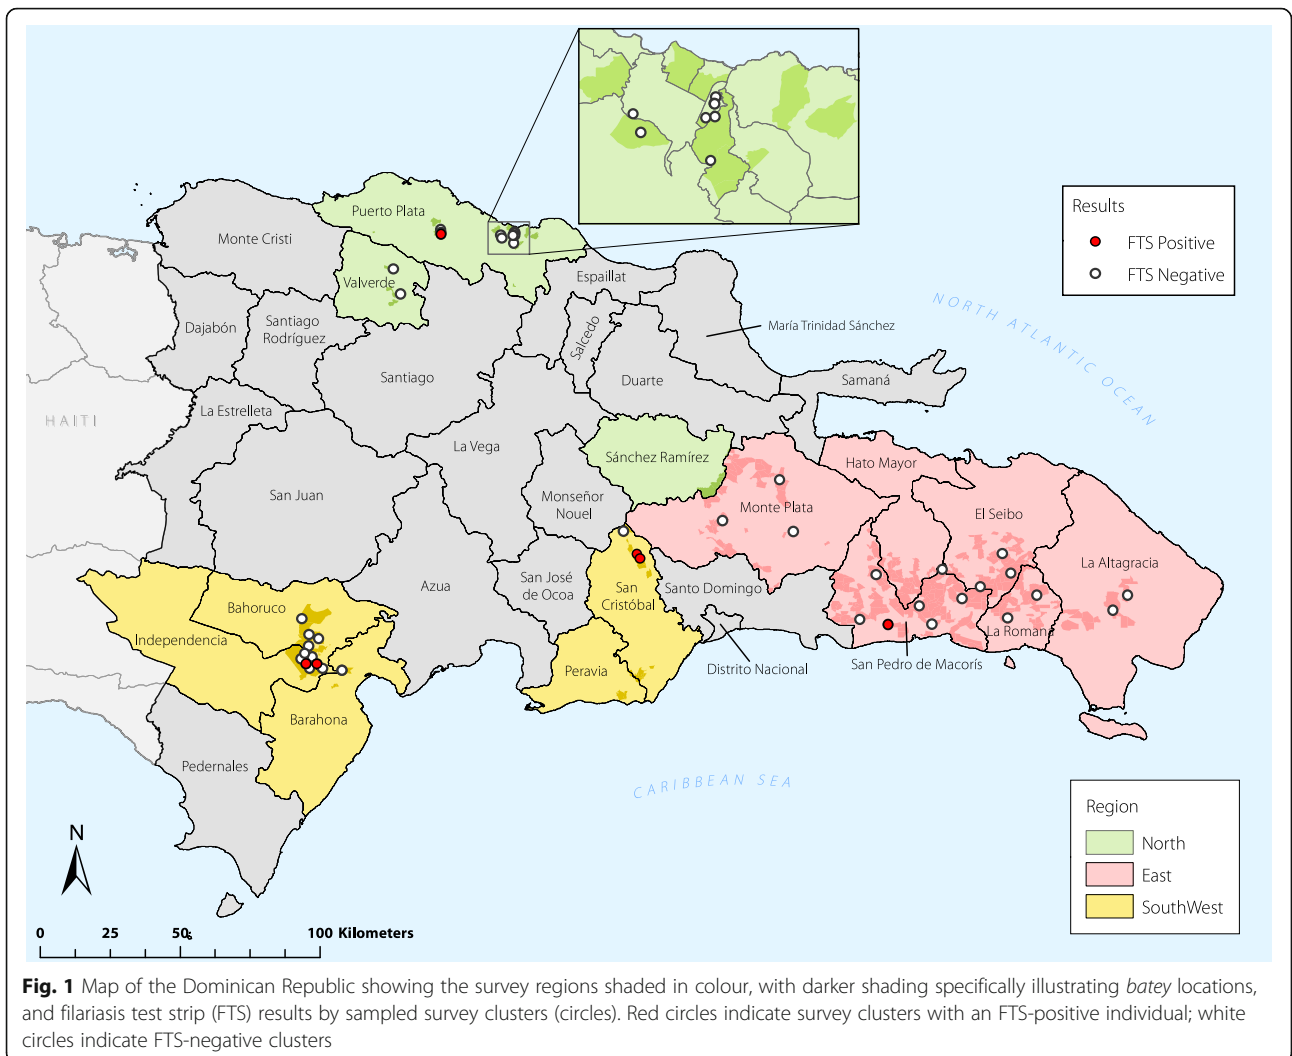 Puerto Plata
Monte Cristi
Valverde
Espaillat
Dajabón
Santiago
Rodríguez
Salcedo
María Trinidad Sánchez
Santiago
Duarte
Samaná
La Estrelleta
HAITI
La Vega
Sánchez Ramírez
Hato Mayor
San Juan
Monseñor
Nouel
Monte Plata
El Seibo
La Altagracia
Azua
San José
de Ocoa
San
Cristóbal
Santo Domingo
Bahoruco
Independencia
La Romana
San Pedro de Macorís
Distrito Nacional
Peravia
Barahona
Pedernales
NORTH ATLANTIC OCEAN
CARIBBEAN SEA
Results
FTS Positive
FTS Negative
Region
North
East
SouthWest
N
0 25 50 100 Kilometers
Fig. 1 Map of the Dominican Republic showing the survey regions shaded in colour, with darker shading specifically illustrating batey locations,
and filariasis test strip (FTS) results by sampled survey clusters (circles). Red circles indicate survey clusters with an FTS-positive individual; white
circles indicate FTS-negative clusters